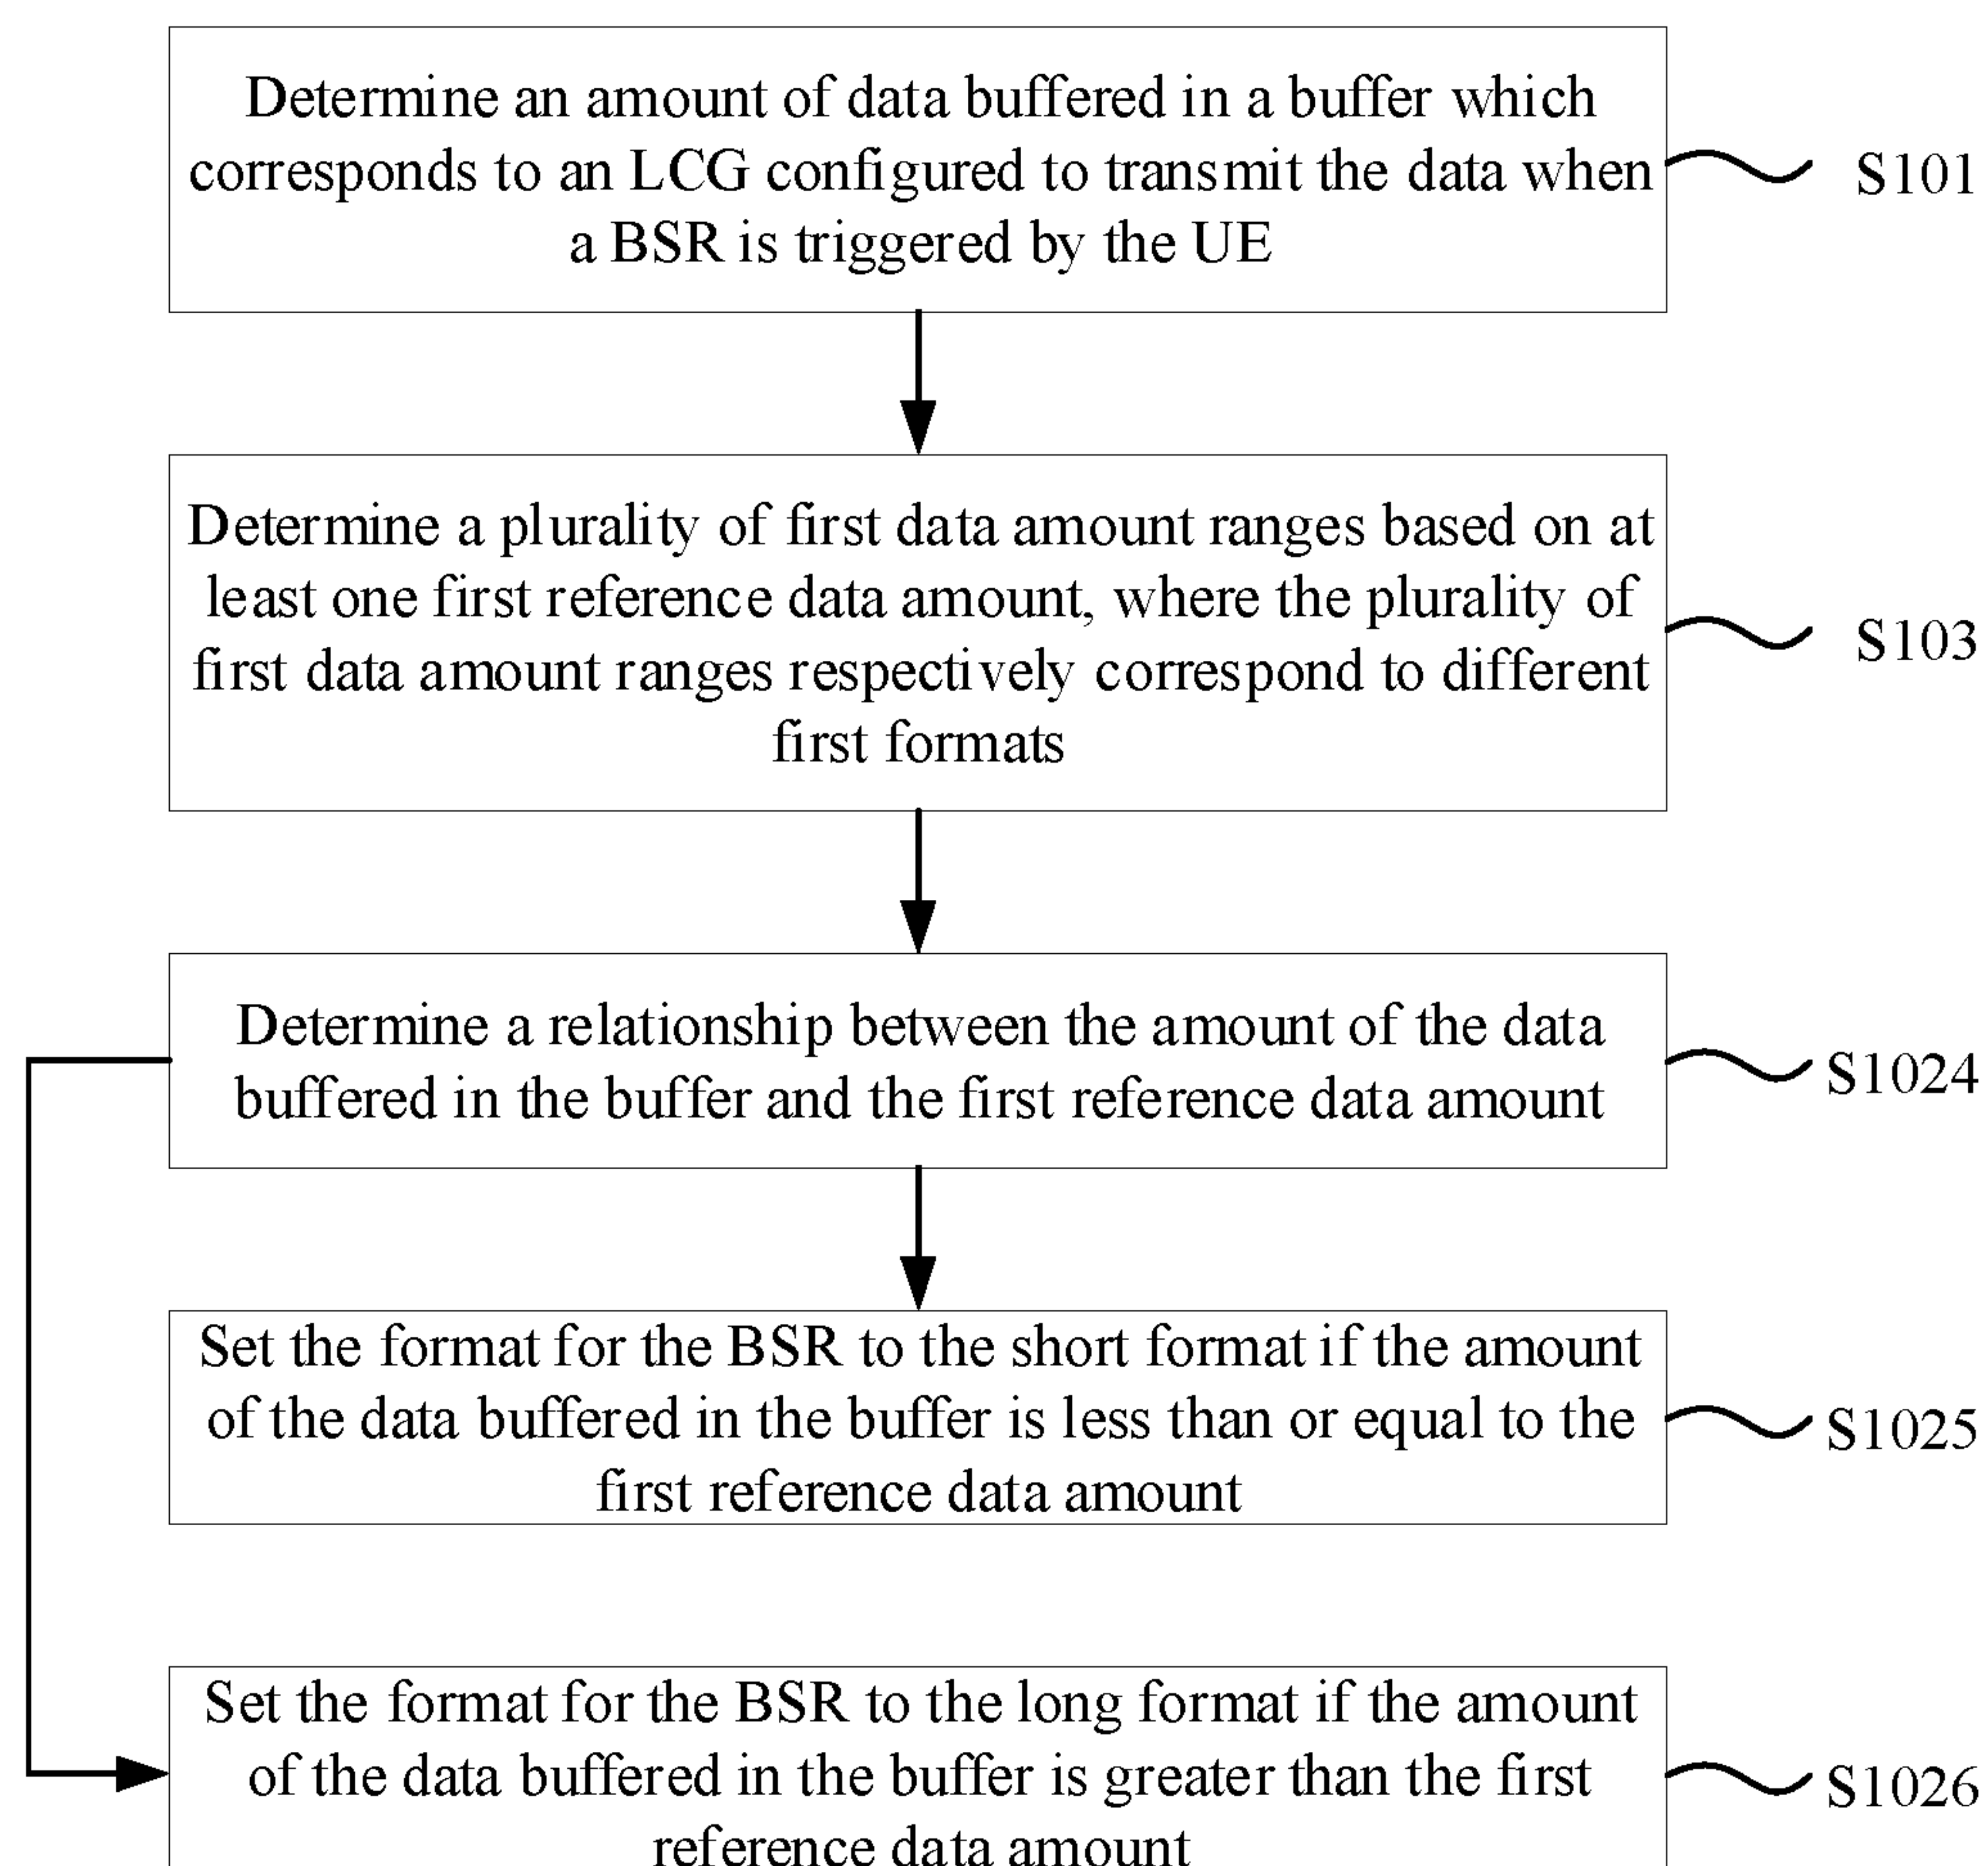 Determine an amount of data buffered in a buffer which
corresponds to an LCG configured to transmit the data when
a BSR is triggered by the UE
S101
Determine a plurality of first data amount ranges based on at
least one first reference data amount, where the plurality of
first data amount ranges respectively correspond to different
first formats
S103
Determine a relationship between the amount of the data
buffered in the buffer and the first reference data amount
S1024
Set the format for the BSR to the short format if the amount
of the data buffered in the buffer is less than or equal to the
first reference data amount
S1025
Set the format for the BSR to the long format if the amount
of the data buffered in the buffer is greater than the first
reference data amount
S1026